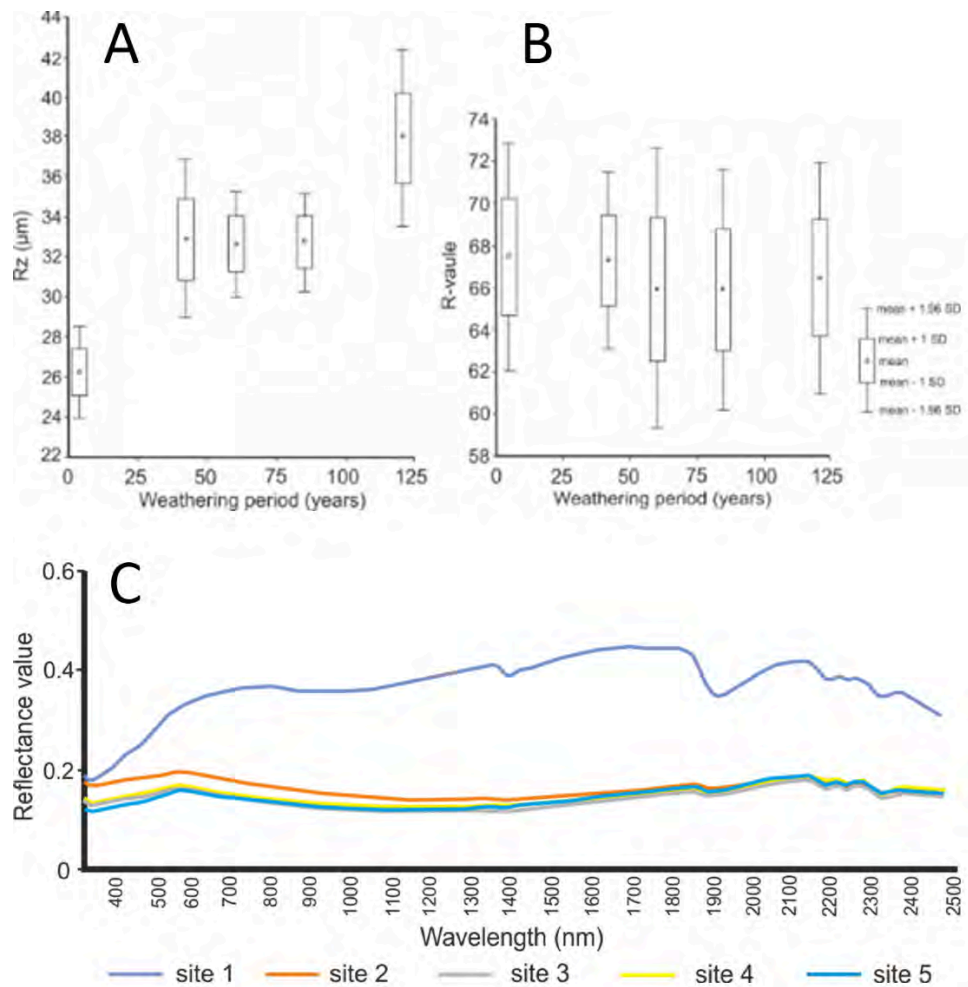 A
Rz (µm)
44
42
40
38
36
34
32
30
28
26
24
22
0 25 50 75 100 125
Weathering period (years)
B
R-vaule
74
72
70
68
66
64
62
60
58
0 25 50 75 100 125
Weathering period (years)
mean + 1.96 SD
mean + 1 SD
mean
mean - 1 SD
mean - 1.96 SD
C
Reflectance value
0.6
0.4
0.2
0
400 500 600 700 800 900 1000 1200 1300 1400 1500 1600 1700 1800 1900 2000 2100 2200 2300 2400 2500
Wavelength (nm)
site 1 site 2 site 3 site 4 site 5